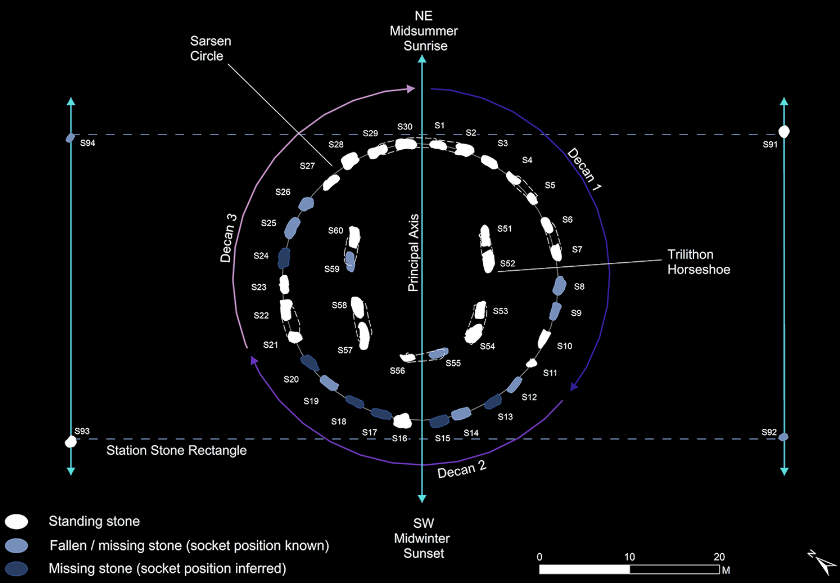 NE
Midsummer
Sunrise
Sarsen
Circle
S94
S91
S30
S1
S29
S2
S28
S3
S27
S4
S26
S5
S25
S6
S24
S7
S23
S8
S22
S9
S21
S10
S20
S11
S19
S12
S18
S13
S17
S14
S16
S15
S60
S51
S59
S52
S58
S53
S57
S54
S56
S55
Decan 1
Decan 3
Decan 2
Principal Axis
Trilithon
Horseshoe
S93
S92
Station Stone Rectangle
SW
Midwinter
Sunset
Standing stone
Fallen / missing stone (socket position known)
Missing stone (socket position inferred)
0 10 20
M
N